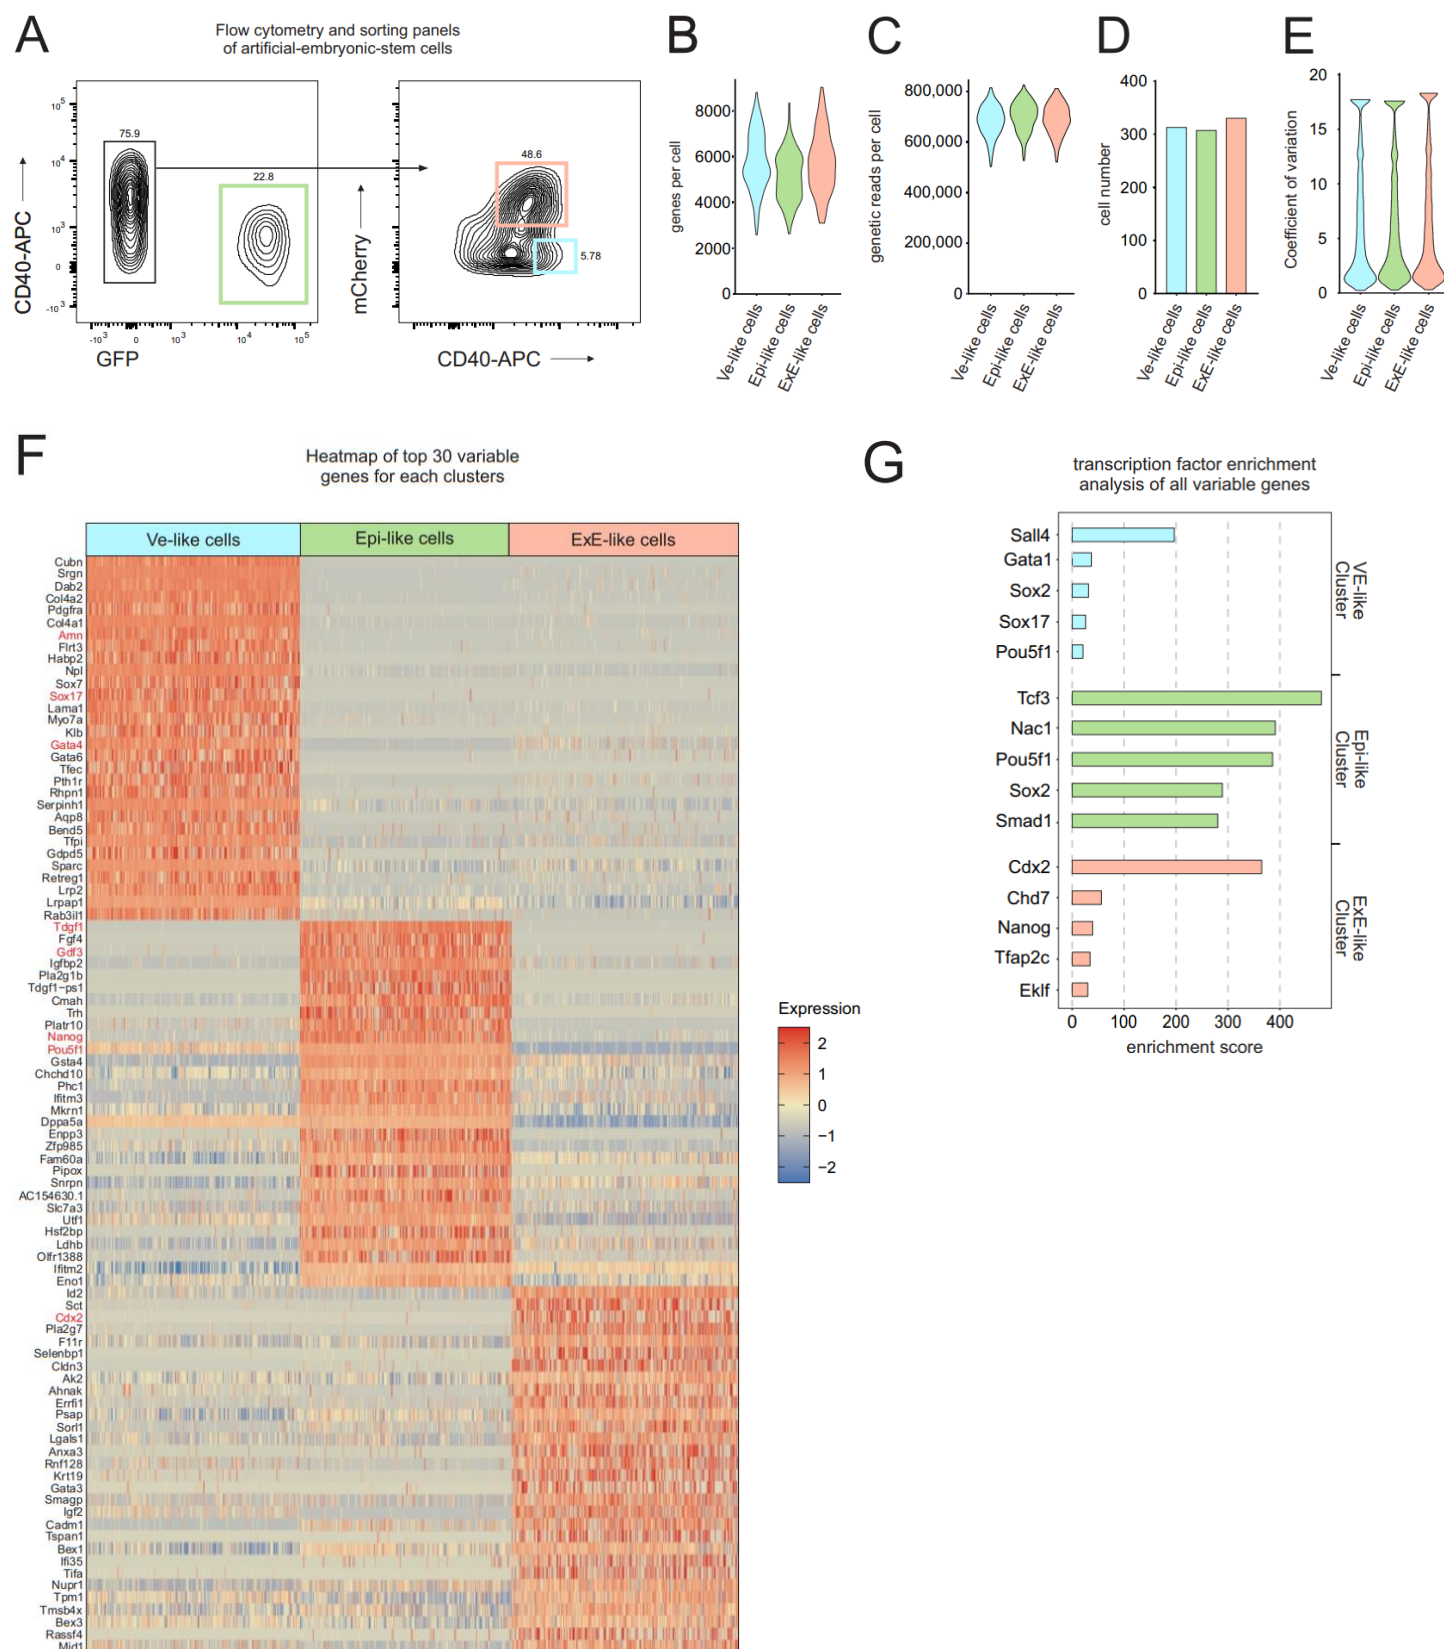 A
Flow cytometry and sorting panels
of artificial-embryonic-stem cells
CD40-APC
10⁵
10⁴
10³
0
-10³
75.9
22.8
-10³
0
10³
10⁴
10⁵
GFP
mCherry
48.6
5.78
CD40-APC
B
genes per cell
8000
6000
4000
2000
0
Ve-like cells
Epi-like cells
ExE-like cells
C
genetic reads per cell
800,000
600,000
400,000
200,000
0
Ve-like cells
Epi-like cells
ExE-like cells
D
cell number
400
300
200
100
0
Ve-like cells
Epi-like cells
ExE-like cells
E
Coefficient of variation
20
15
10
5
0
Ve-like cells
Epi-like cells
ExE-like cells
F
Heatmap of top 30 variable
genes for each clusters
Ve-like cells
Epi-like cells
ExE-like cells
Cubn
Srgn
Dab2
Col4a2
Pdgfra
Col4a1
Amn
Flrt3
Habp2
Npl
Sox7
Sox17
Lama1
Myo7a
Klb
Gata4
Gata6
Tfec
Pth1r
Rhpn1
Serpinh1
Aqp8
Bend5
Tfpi
Gdpd5
Sparc
Retreg1
Lrp2
Lrpap1
Rab3il1
Tdgf1
Fgf4
Gdf3
Igfbp2
Pla2g1b
Tdgf1−ps1
Cmah
Trh
Platr10
Nanog
Pou5f1
Gsta4
Chchd10
Phc1
Ifitm3
Mkrn1
Dppa5a
Enpp3
Zfp985
Fam60a
Pipox
Snrpn
AC154630.1
Slc7a3
Utf1
Hsf2bp
Ldhb
Olfr1388
Ifitm2
Eno1
Id2
Sct
Cdx2
Pla2g7
F11r
Selenbp1
Cldn3
Ak2
Ahnak
Errfi1
Psap
Sorl1
Lgals1
Anxa3
Rnf128
Krt19
Gata3
Smagp
Igf2
Cadm1
Tspan1
Bex1
Ifi35
Tifa
Nupr1
Tpm1
Tmsb4x
Bex3
Rassf4
Mid1
Expression
2
1
0
−1
−2
G
transcription factor enrichment
analysis of all variable genes
Sall4
Gata1
Sox2
Sox17
Pou5f1
VE-like
Cluster
Tcf3
Nac1
Pou5f1
Sox2
Smad1
Epi-like
Cluster
Cdx2
Chd7
Nanog
Tfap2c
Eklf
ExE-like
Cluster
0
100
200
300
400
enrichment score